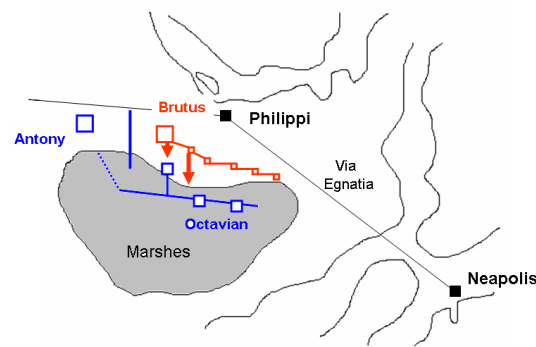 Brutus
Philippi
Antony
Via
Egnatia
Octavian
Marshes
Neapolis